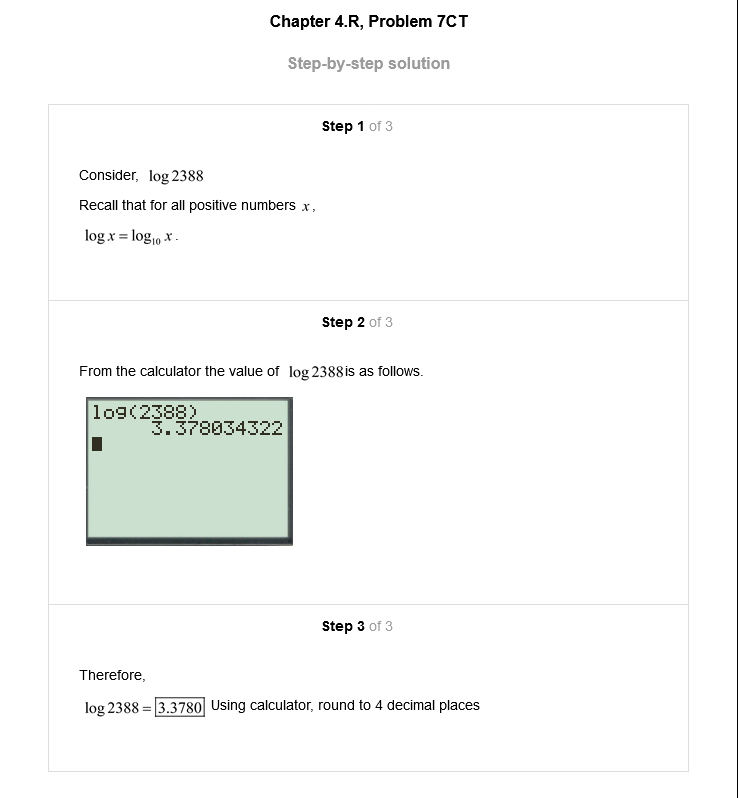 Chapter 4.R, Problem 7CT
Step-by-step solution
Step 1 of 3
Consider, log 2388
Recall that for all positive numbers x,
log x = log₁₀ x.
Step 2 of 3
From the calculator the value of log 2388 is as follows.
log(2388)
3.378034322
Step 3 of 3
Therefore,
log 2388 = 3.3780 Using calculator, round to 4 decimal places